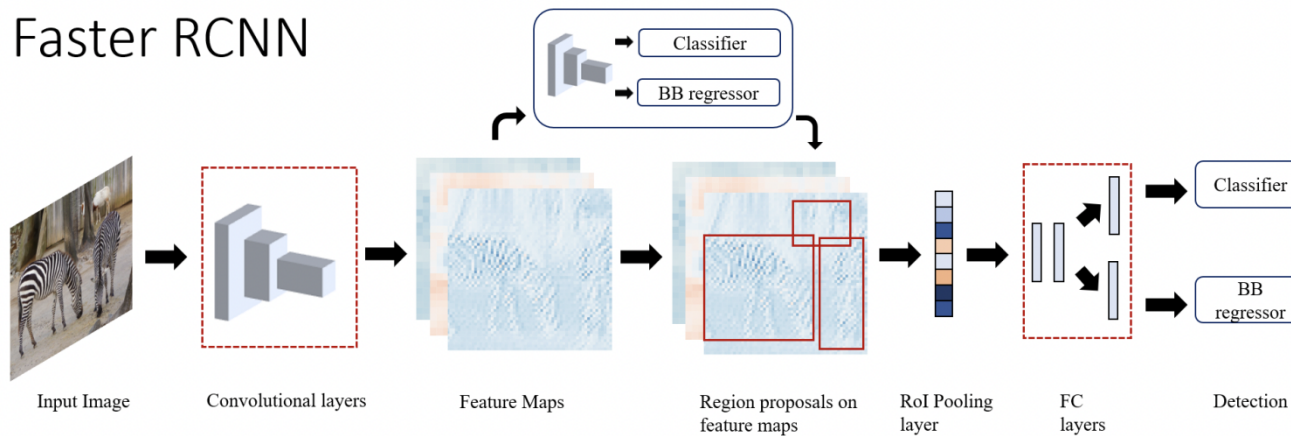 Faster RCNN
Classifier
BB regressor
Classifier
BB
regressor
Input Image
Convolutional layers
Feature Maps
Region proposals on
feature maps
RoI Pooling
layer
FC
layers
Detection